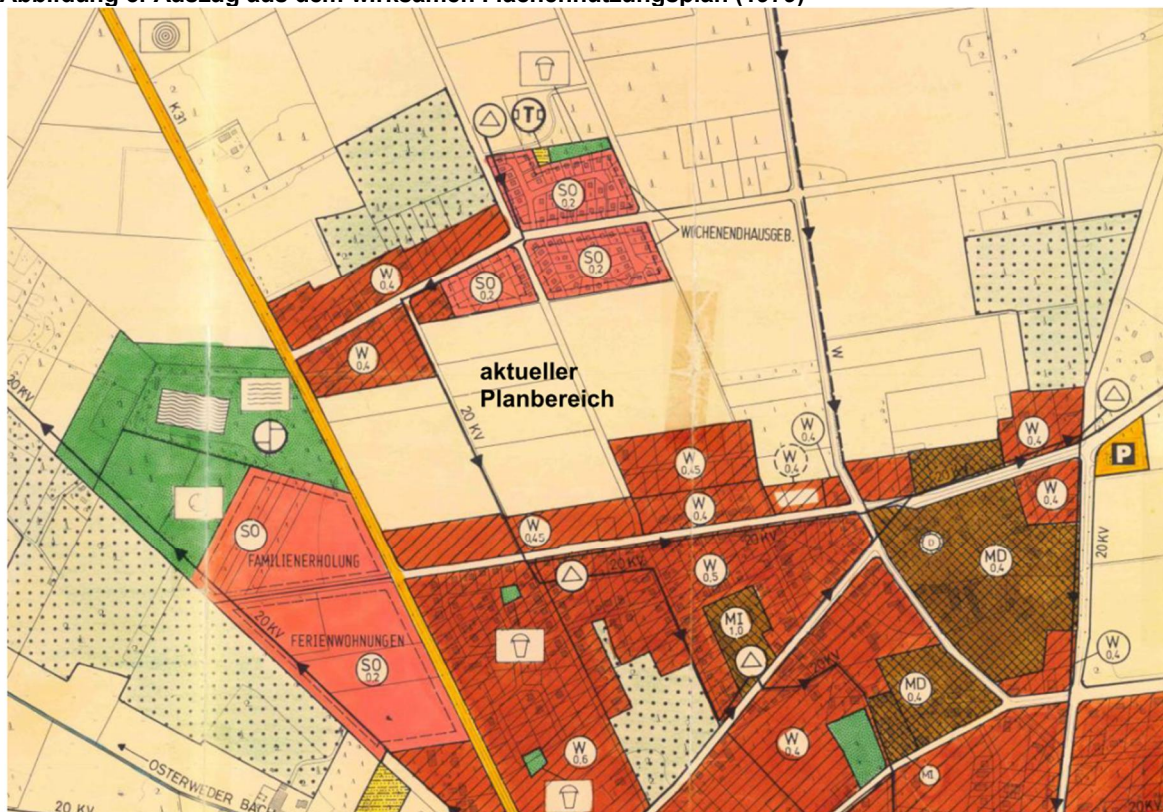 K31
T
SO
0,2
WICHENENDHAUSGEB.
SO
0,2
W
0,4
SO
0,2
W
0,4
aktueller
Planbereich
20 KV
20 KV
W
W
0,4
W
0,4
W
0,4
P
W
0,45
W
0,4
W
0,4
W
0,45
SO
FAMILIENERHOLUNG
20 KV
20 KV
W
0,5
D
MD
0,4
20 KV
MI
1,0
20 KV
FERIENWOHNUNGEN
SO
0,2
20 KV
W
0,4
MD
0,4
W
0,6
W
0,4
MI
OSTERWEDER BACH
20 KV
20 KV